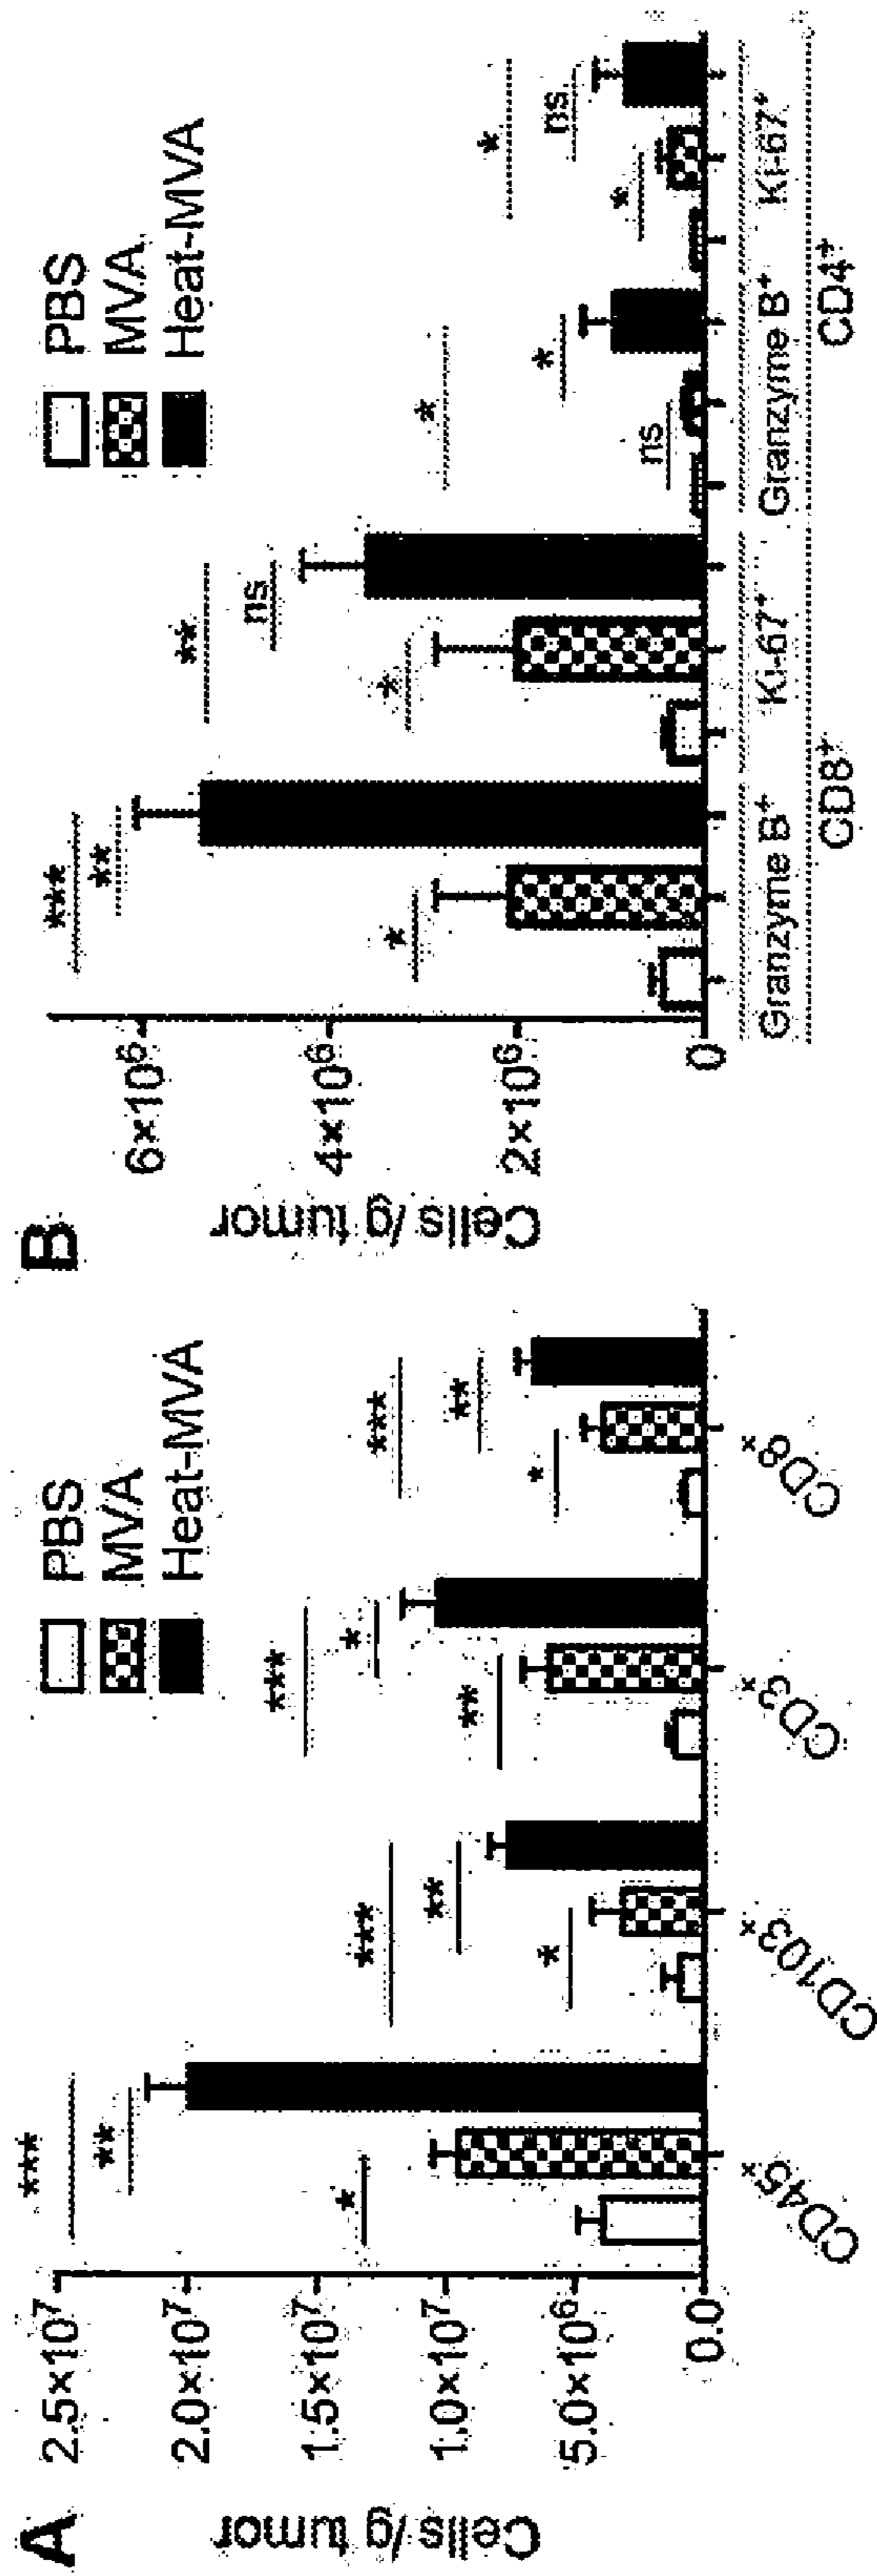 A
Cells/g tumor
2.5×10⁷
2.0×10⁷
1.5×10⁷
1.0×10⁷
5.0×10⁶
0.0
PBS
MVA
Heat-MVA
***
**
*
***
**
*
***
*
**
***
**
*
CD45⁺
CD103⁺
CD3⁺
CD8⁺
B
Cells/g tumor
6×10⁶
4×10⁶
2×10⁶
0
PBS
MVA
Heat-MVA
***
**
*
**
ns
*
*
*
ns
*
ns
*
Granzyme B⁺ Ki-67⁺ Granzyme B⁺ Ki-67⁺
CD8⁺ CD4⁺